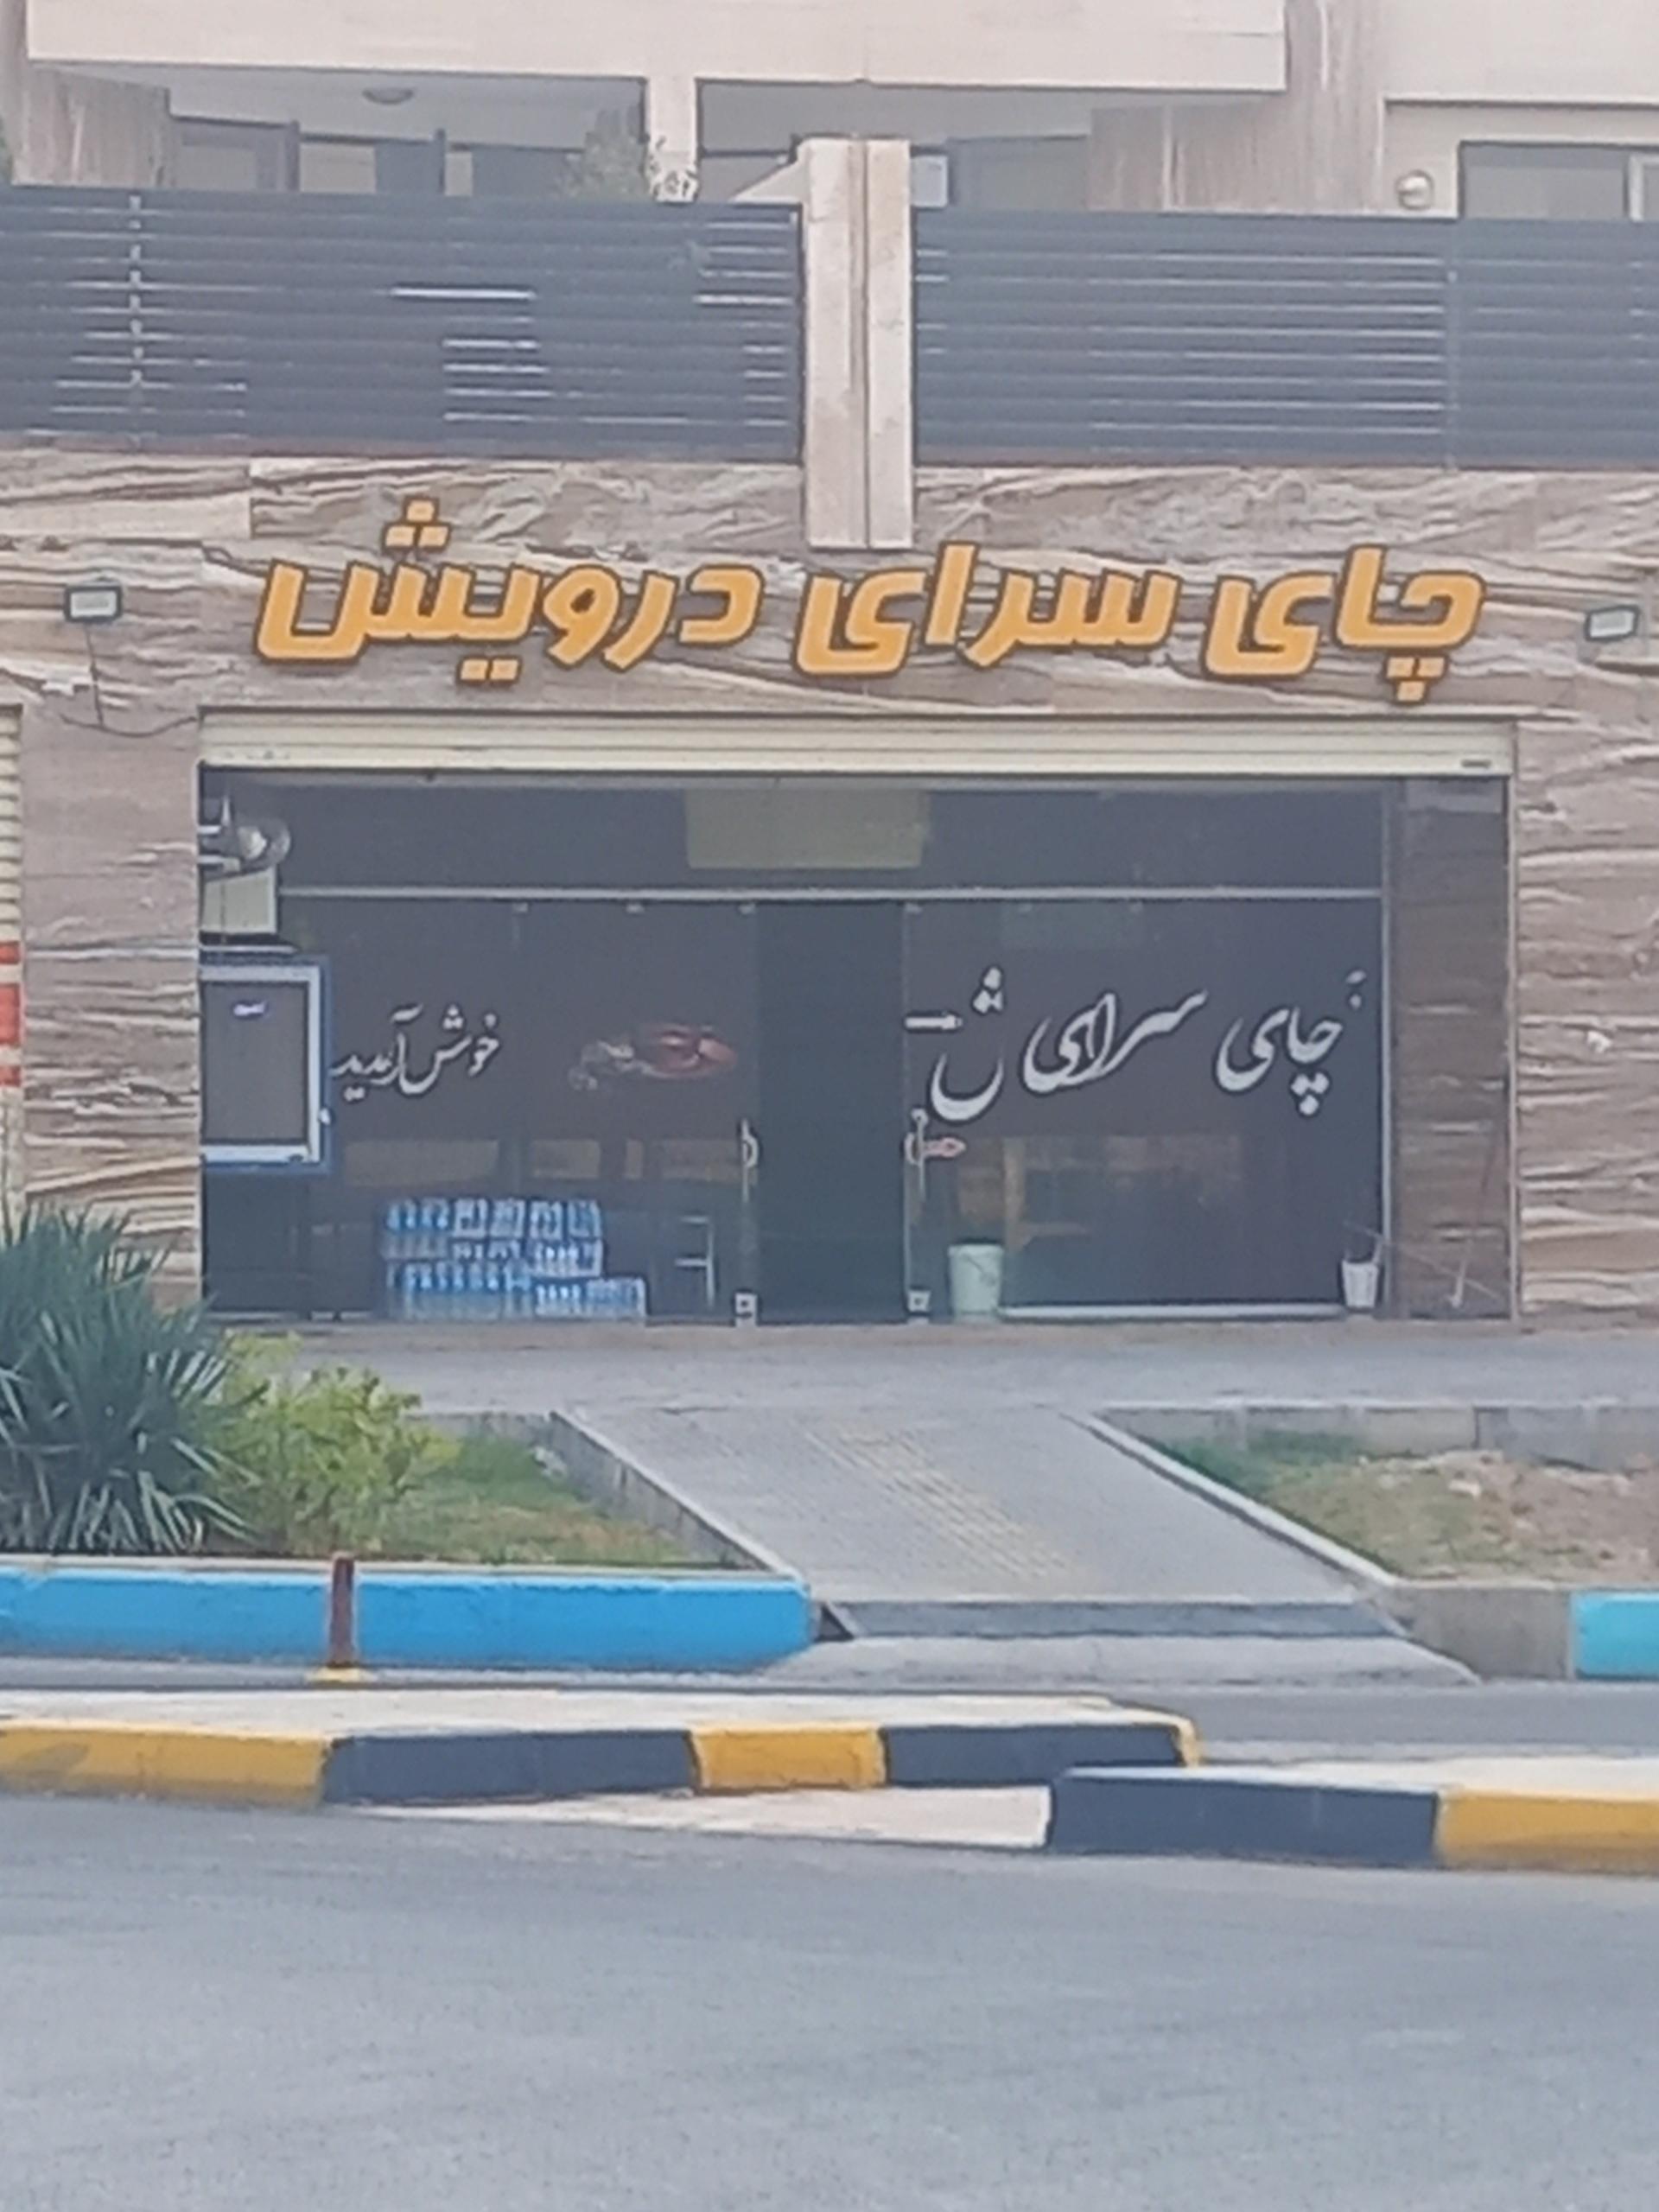 چای سرای درویش
چای سرای
خوش آمدید